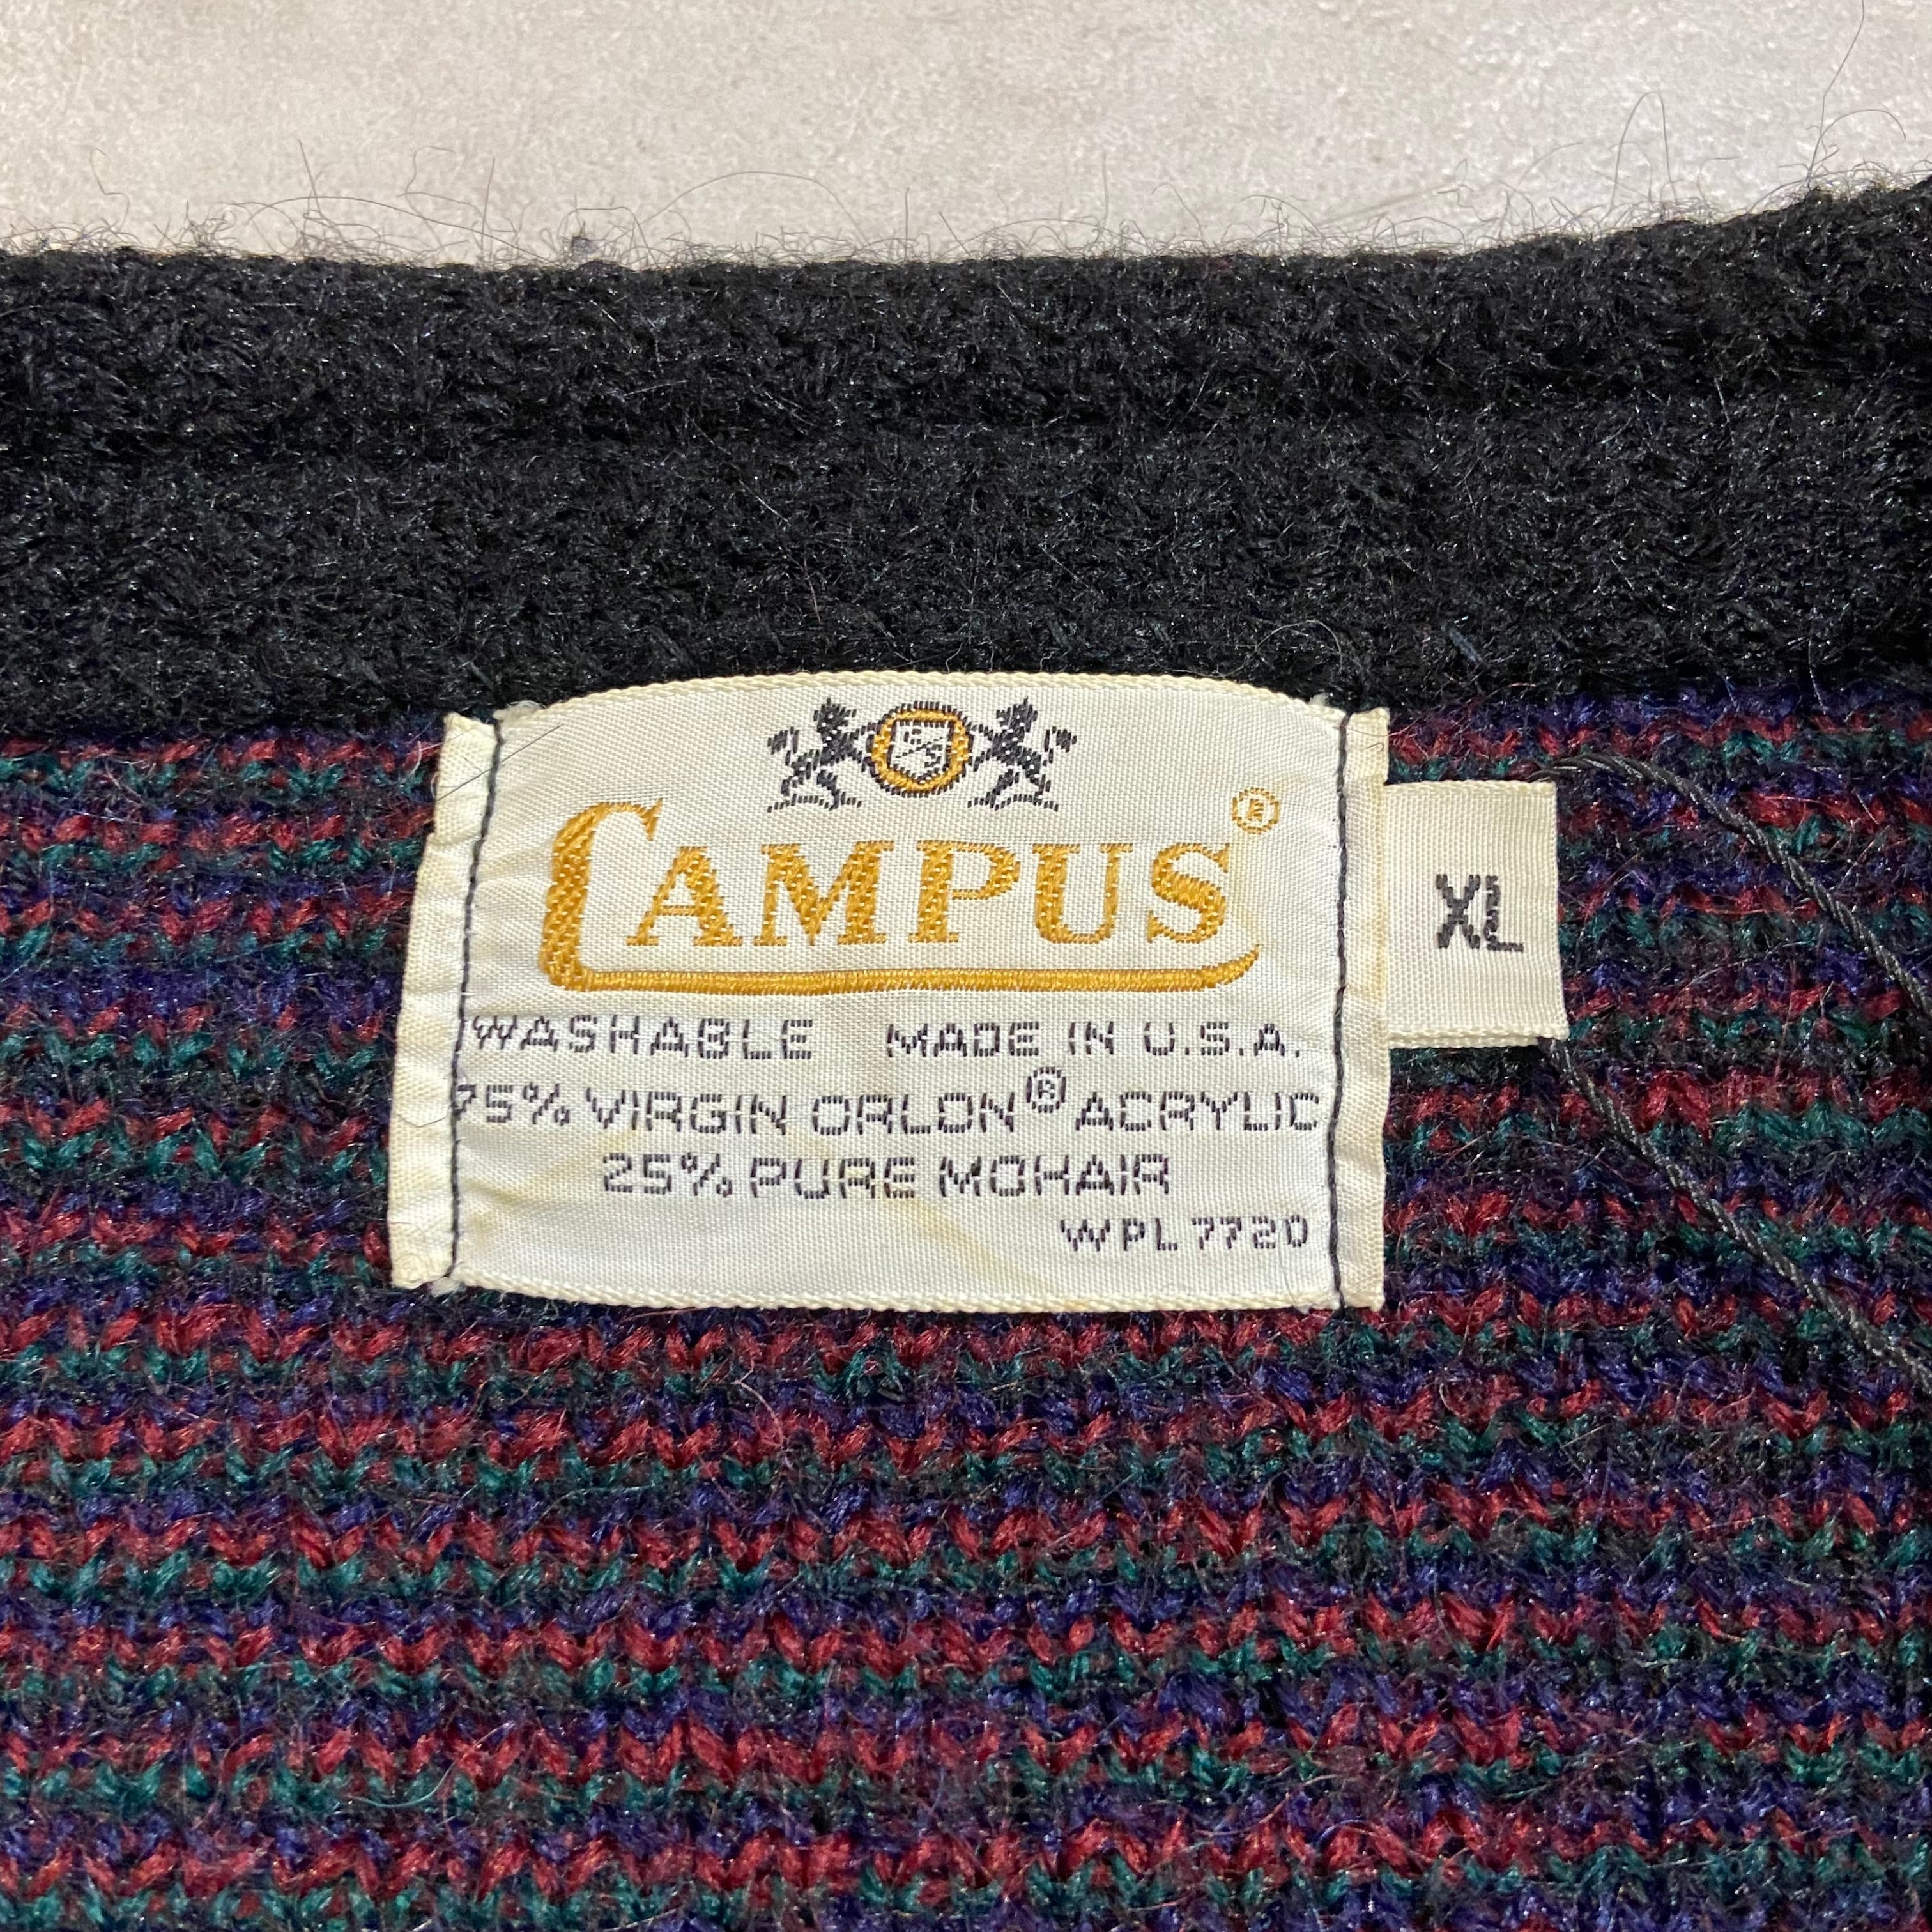 CAMPUS®
XL
WASHABLE MADE IN U.S.A.
75% VIRGIN ORLON® ACRYLIC
25% PURE MOHAIR
WPL 7720